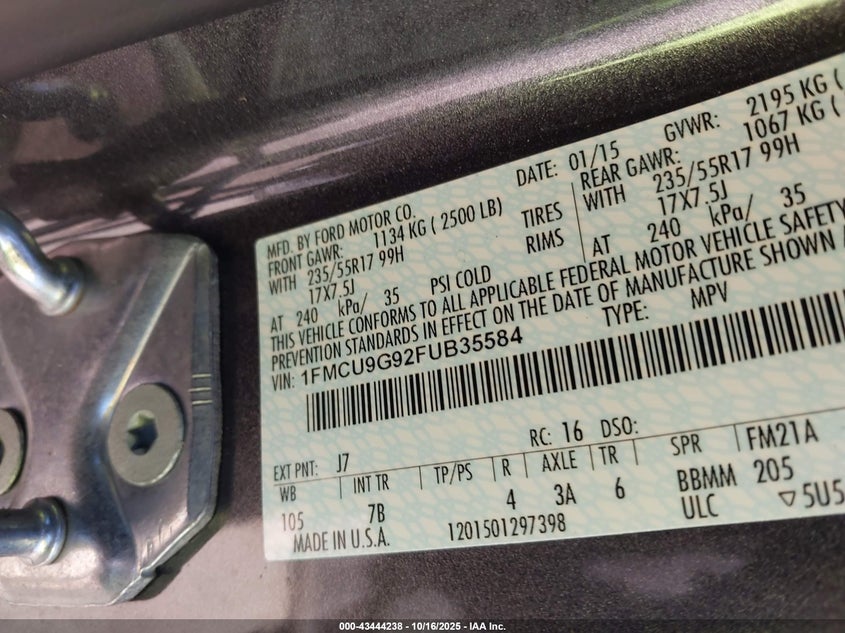 MFD. BY FORD MOTOR CO. DATE: 01/15 GVWR: 2195 KG (
FRONT GAWR: 1134 KG ( 2500 LB) REAR GAWR: 1067 KG (
WITH 235/55R17 99H TIRES WITH 235/55R17 99H
17X7.5J RIMS 17X7.5J
AT 240 kPa/ 35 PSI COLD AT 240 kPa/ 35
THIS VEHICLE CONFORMS TO ALL APPLICABLE FEDERAL MOTOR VEHICLE SAFETY
PREVENTION STANDARDS IN EFFECT ON THE DATE OF MANUFACTURE SHOWN
VIN: 1FMCU9G92FUB35584 TYPE: MPV
RC: 16 DSO:
EXT PNT: J7 FM21A
WB INT TR TP/PS R AXLE TR SPR 205
105 7B 4 3A 6 BBMM
ULC ▽5U5
MADE IN U.S.A. 1201501297398
000-43444238 - 10/16/2025 - IAA Inc.